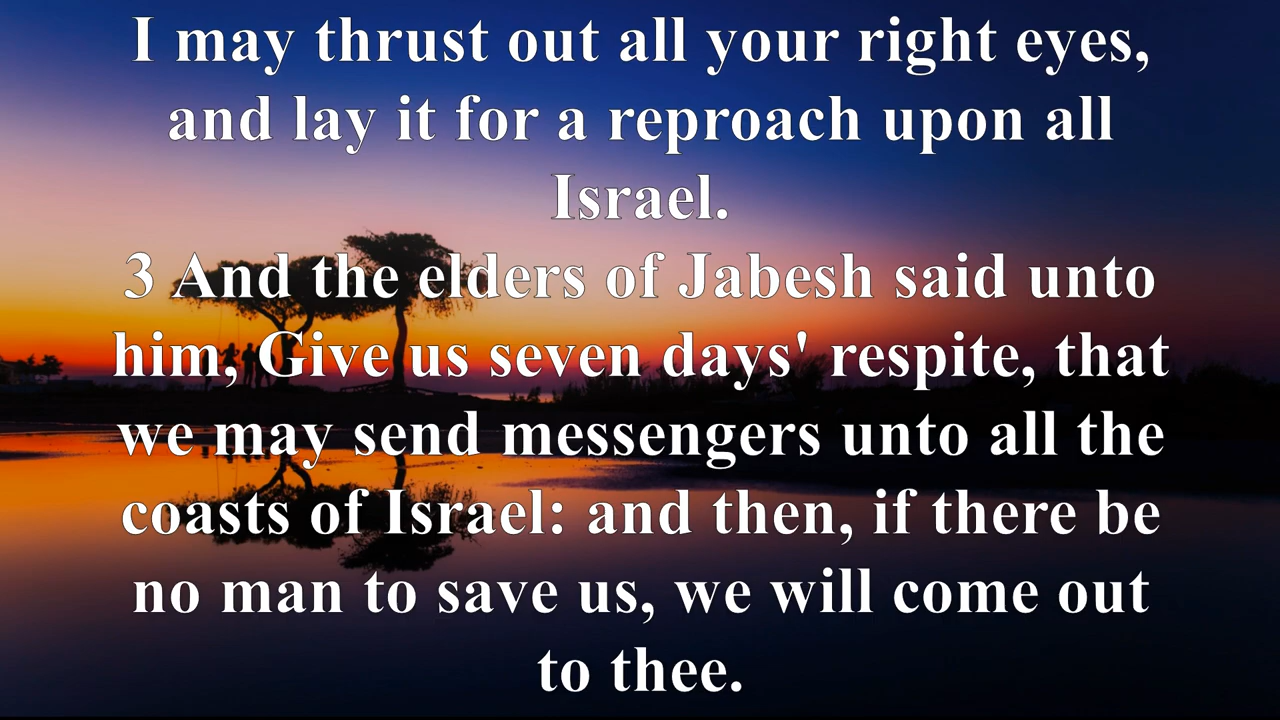 I may thrust out all your right eyes,
and lay it for a reproach upon all
Israel.
3 And the elders of Jabesh said unto
him, Give us seven days' respite, that
we may send messengers unto all the
coasts of Israel: and then, if there be
no man to save us, we will come out
to thee.